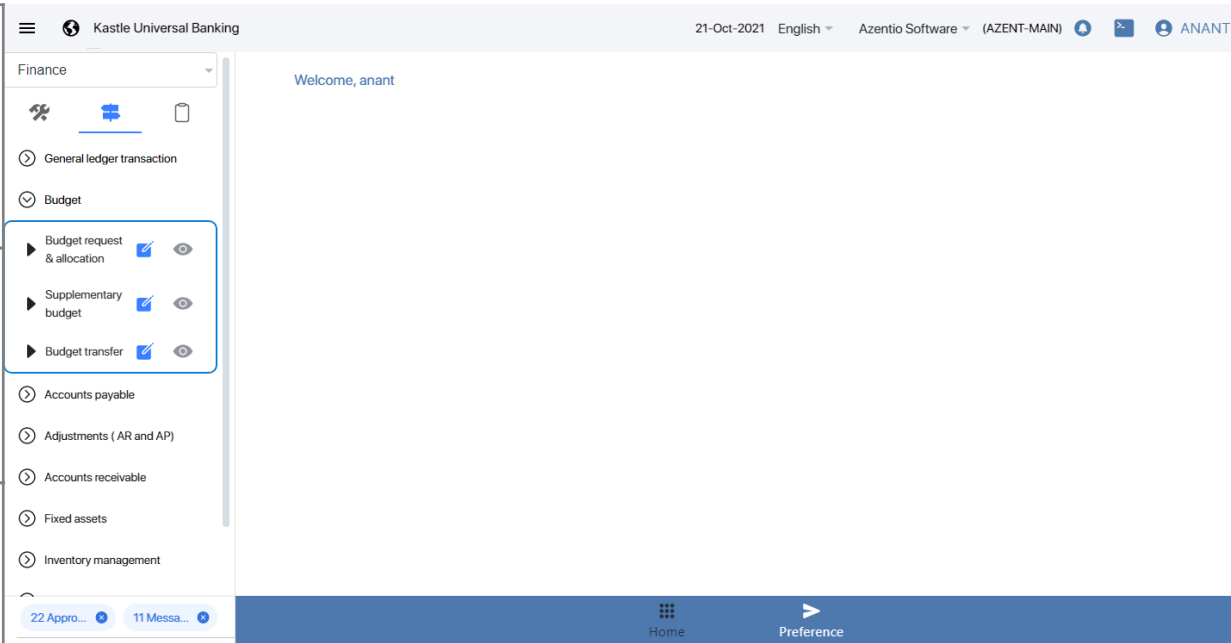 Kastle Universal Banking
21-Oct-2021 English Azentio Software (AZENT-MAIN) ANANT
Finance
Welcome, anant
General ledger transaction
Budget
Budget request
& allocation
Supplementary
budget
Budget transfer
Accounts payable
Adjustments ( AR and AP)
Accounts receivable
Fixed assets
Inventory management
22 Appro... 11 Messa...
Home Preference